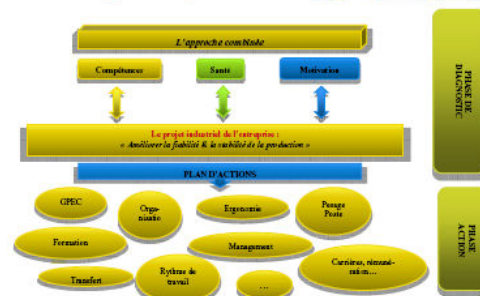 L'approche combinée
Compétences
Santé
Motivation
PHASE DE
DIAGNOSTIC
Le projet industriel de l'entreprise :
« Améliorer la fiabilité & la stabilité de la production »
PLAN D'ACTIONS
GPEC
Orga-
nisatio
Ergonomie
Poste
Formation
Management
Carrières, rémuné-
ration...
Transfert
Rythme de
travail
...
PHASE
ACTION